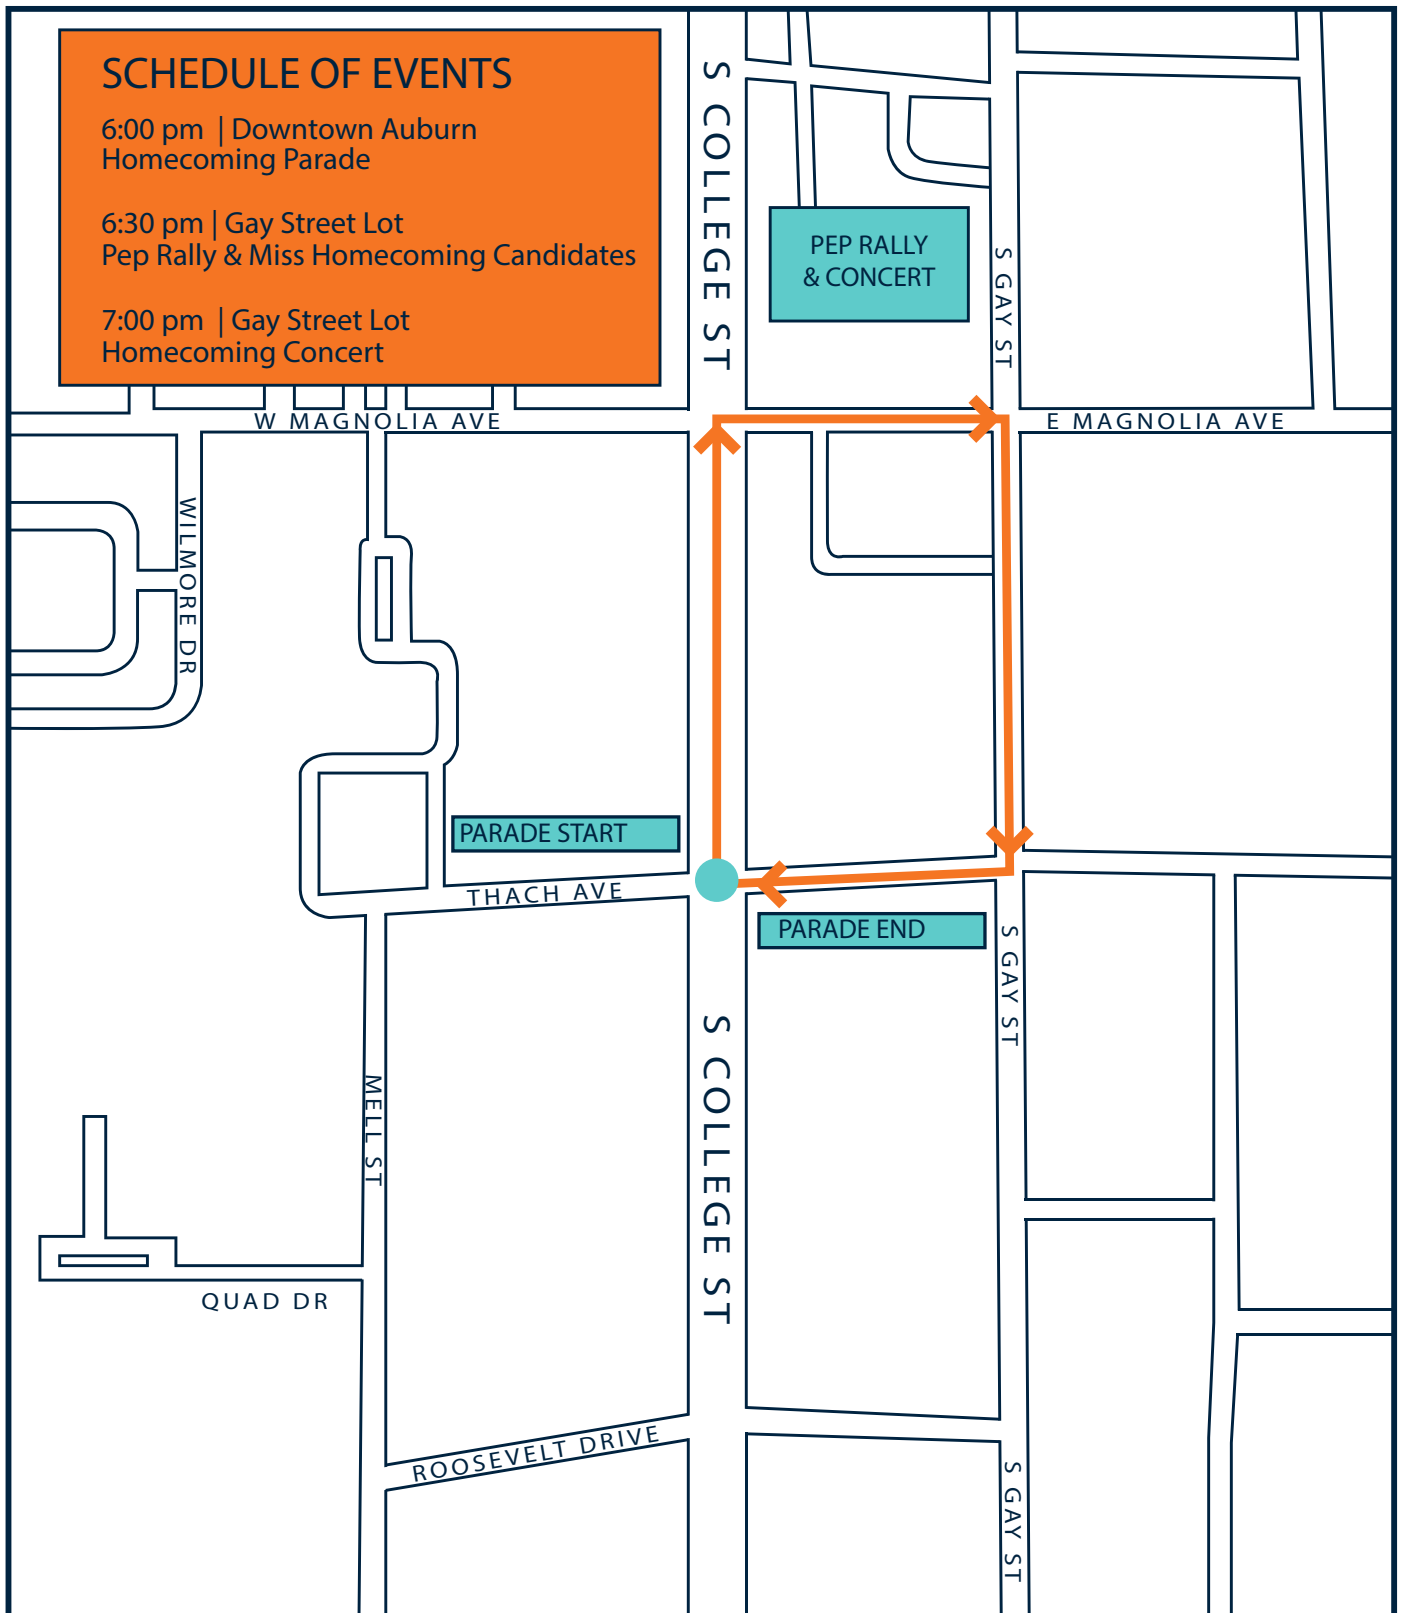 SCHEDULE OF EVENTS
6:00 pm | Downtown Auburn
Homecoming Parade
6:30 pm | Gay Street Lot
Pep Rally & Miss Homecoming Candidates
7:00 pm | Gay Street Lot
Homecoming Concert
S COLLEGE ST
PEP RALLY
& CONCERT
S GAY ST
W MAGNOLIA AVE
E MAGNOLIA AVE
WILMORE DR
PARADE START
THACH AVE
PARADE END
S GAY ST
S COLLEGE ST
MELL ST
QUAD DR
ROOSEVELT DRIVE
S GAY ST